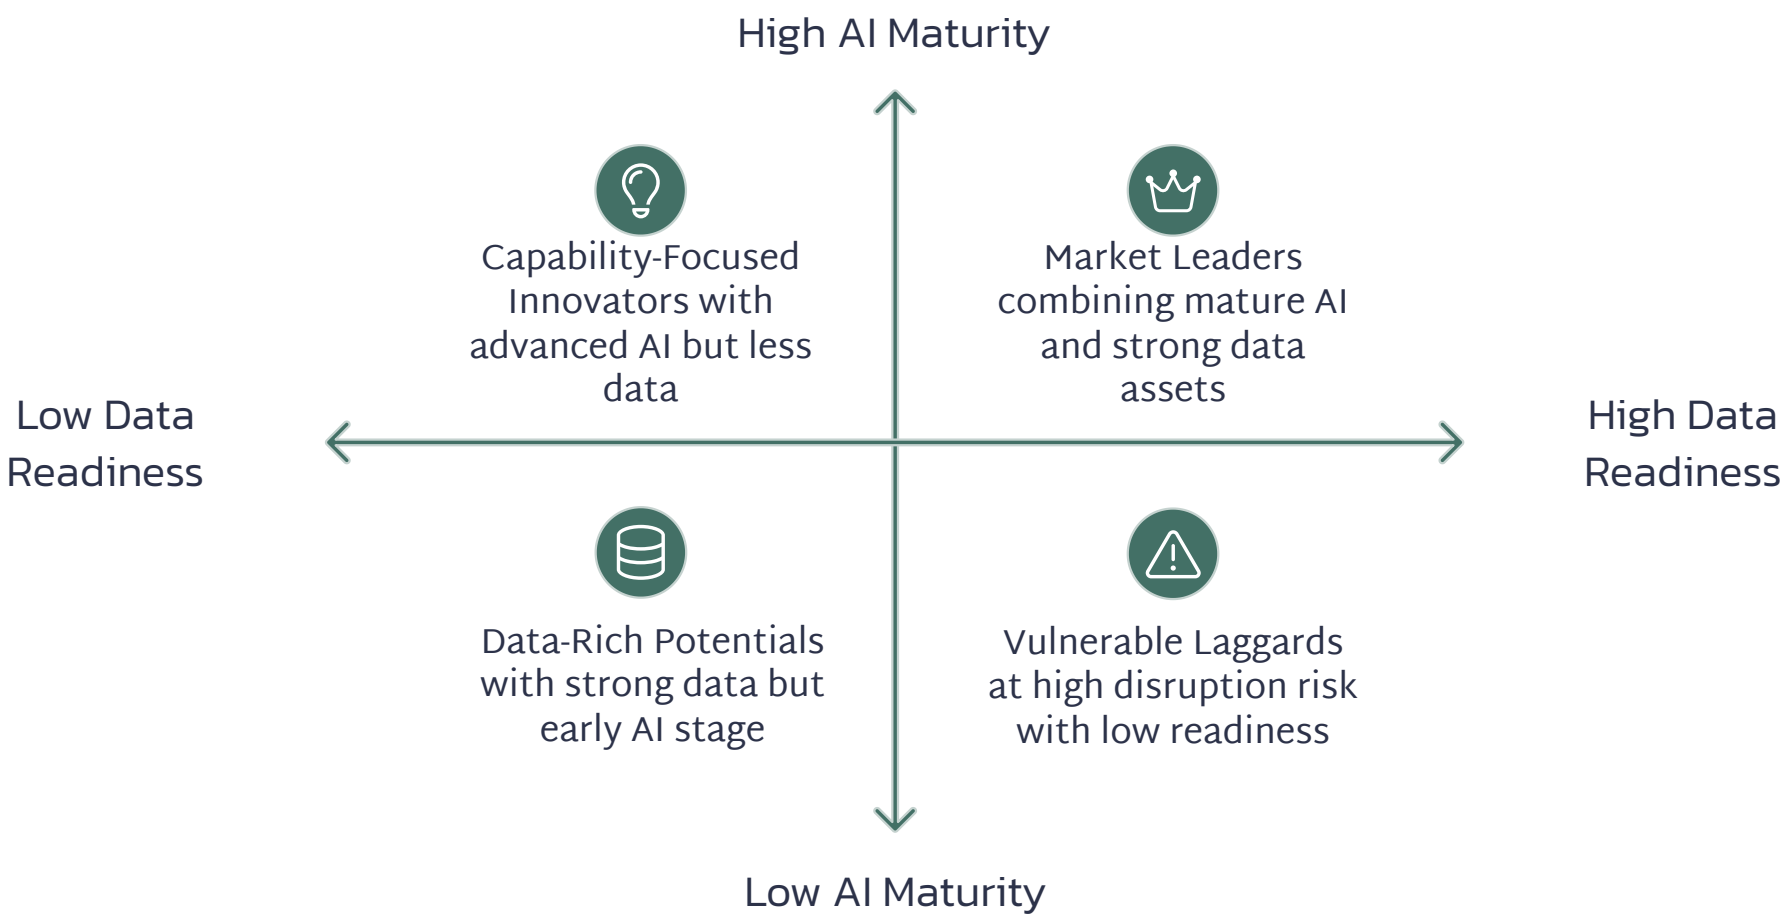 High AI Maturity
Capability-Focused
Innovators with
advanced AI but less
data
Market Leaders
combining mature AI
and strong data
assets
Low Data
Readiness
High Data
Readiness
Data-Rich Potentials
with strong data but
early AI stage
Vulnerable Laggards
at high disruption risk
with low readiness
Low AI Maturity